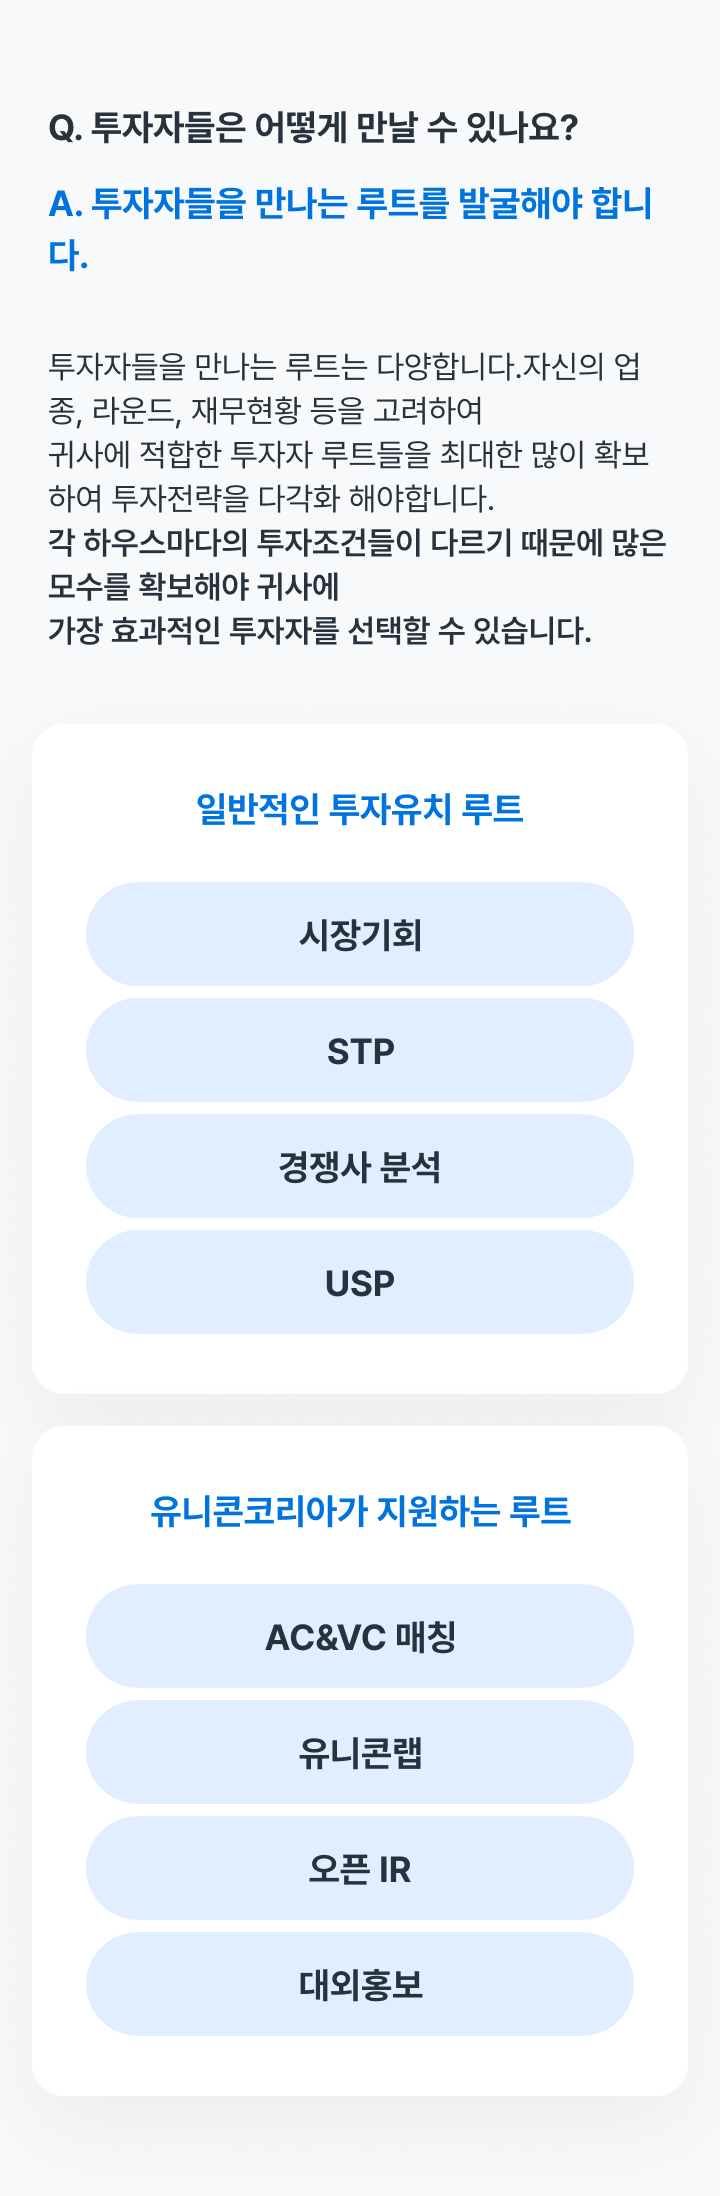 Q. 투자자들은 어떻게 만날 수 있나요?
A. 투자자들을 만나는 루트를 발굴해야 합니
다.
투자자들을 만나는 루트는 다양합니다.자신의 업
종, 라운드, 재무현황 등을 고려하여
귀사에 적합한 투자자 루트들을 최대한 많이 확보
하여 투자전략을 다각화 해야합니다.
각 하우스마다의 투자조건들이 다르기 때문에 많은
모수를 확보해야 귀사에
가장 효과적인 투자자를 선택할 수 있습니다.
일반적인 투자유치 루트
시장기회
STP
경쟁사 분석
USP
유니콘코리아가 지원하는 루트
AC&VC 매칭
유니콘랩
오픈 IR
대외홍보